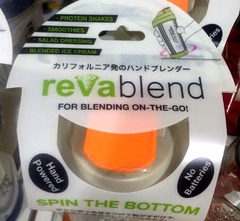 • PROTEIN SHAKES
• SMOOTHIES
• SALAD DRESSING
BLENDED ICE CREAM
カリフォルニア発のハンドブレンダー
revablend
FOR BLENDING ON-THE-GO!
Hand
Powered
No
Batteries
SPIN THE BOTTOM